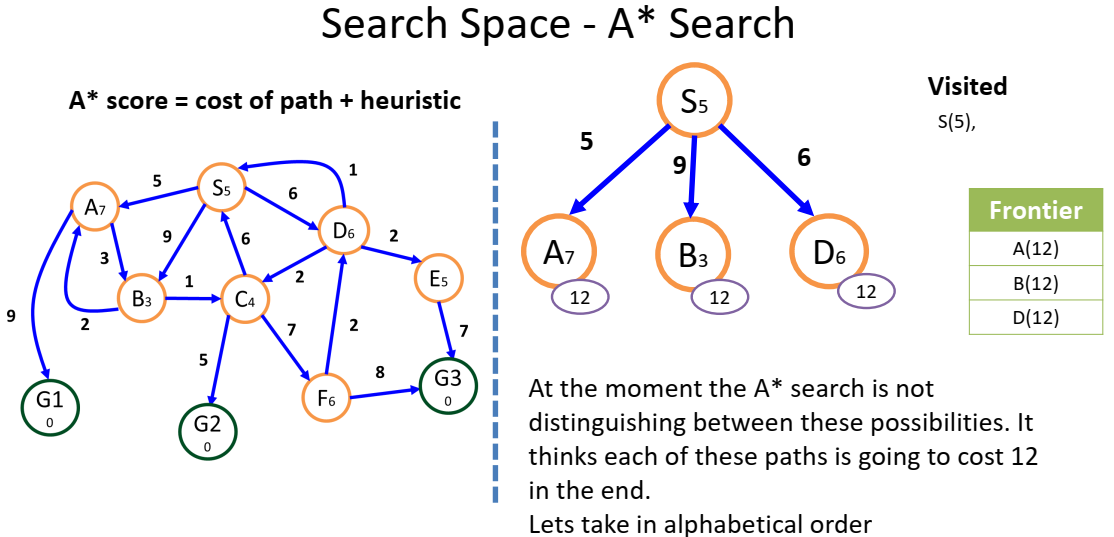 Search Space - A* Search
A* score = cost of path + heuristic
5
1
S5
6
A7
9
6
D6
2
3
2
E5
B3
1
C4
9
2
7
2
7
5
8
G3
0
G1
0
F6
G2
0
S5
5
9
6
A7
B3
D6
12
12
12
Visited
S(5),
Frontier
A(12)
B(12)
D(12)
At the moment the A* search is not
distinguishing between these possibilities. It
thinks each of these paths is going to cost 12
in the end.
Lets take in alphabetical order